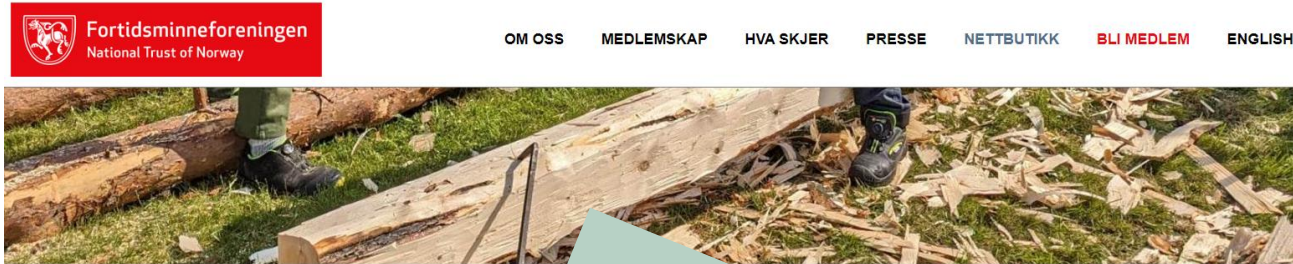 Fortidsminneforeningen
National Trust of Norway
OM OSS MEDLEMSKAP HVA SKJER PRESSE NETTBUTIKK BLI MEDLEM ENGLISH